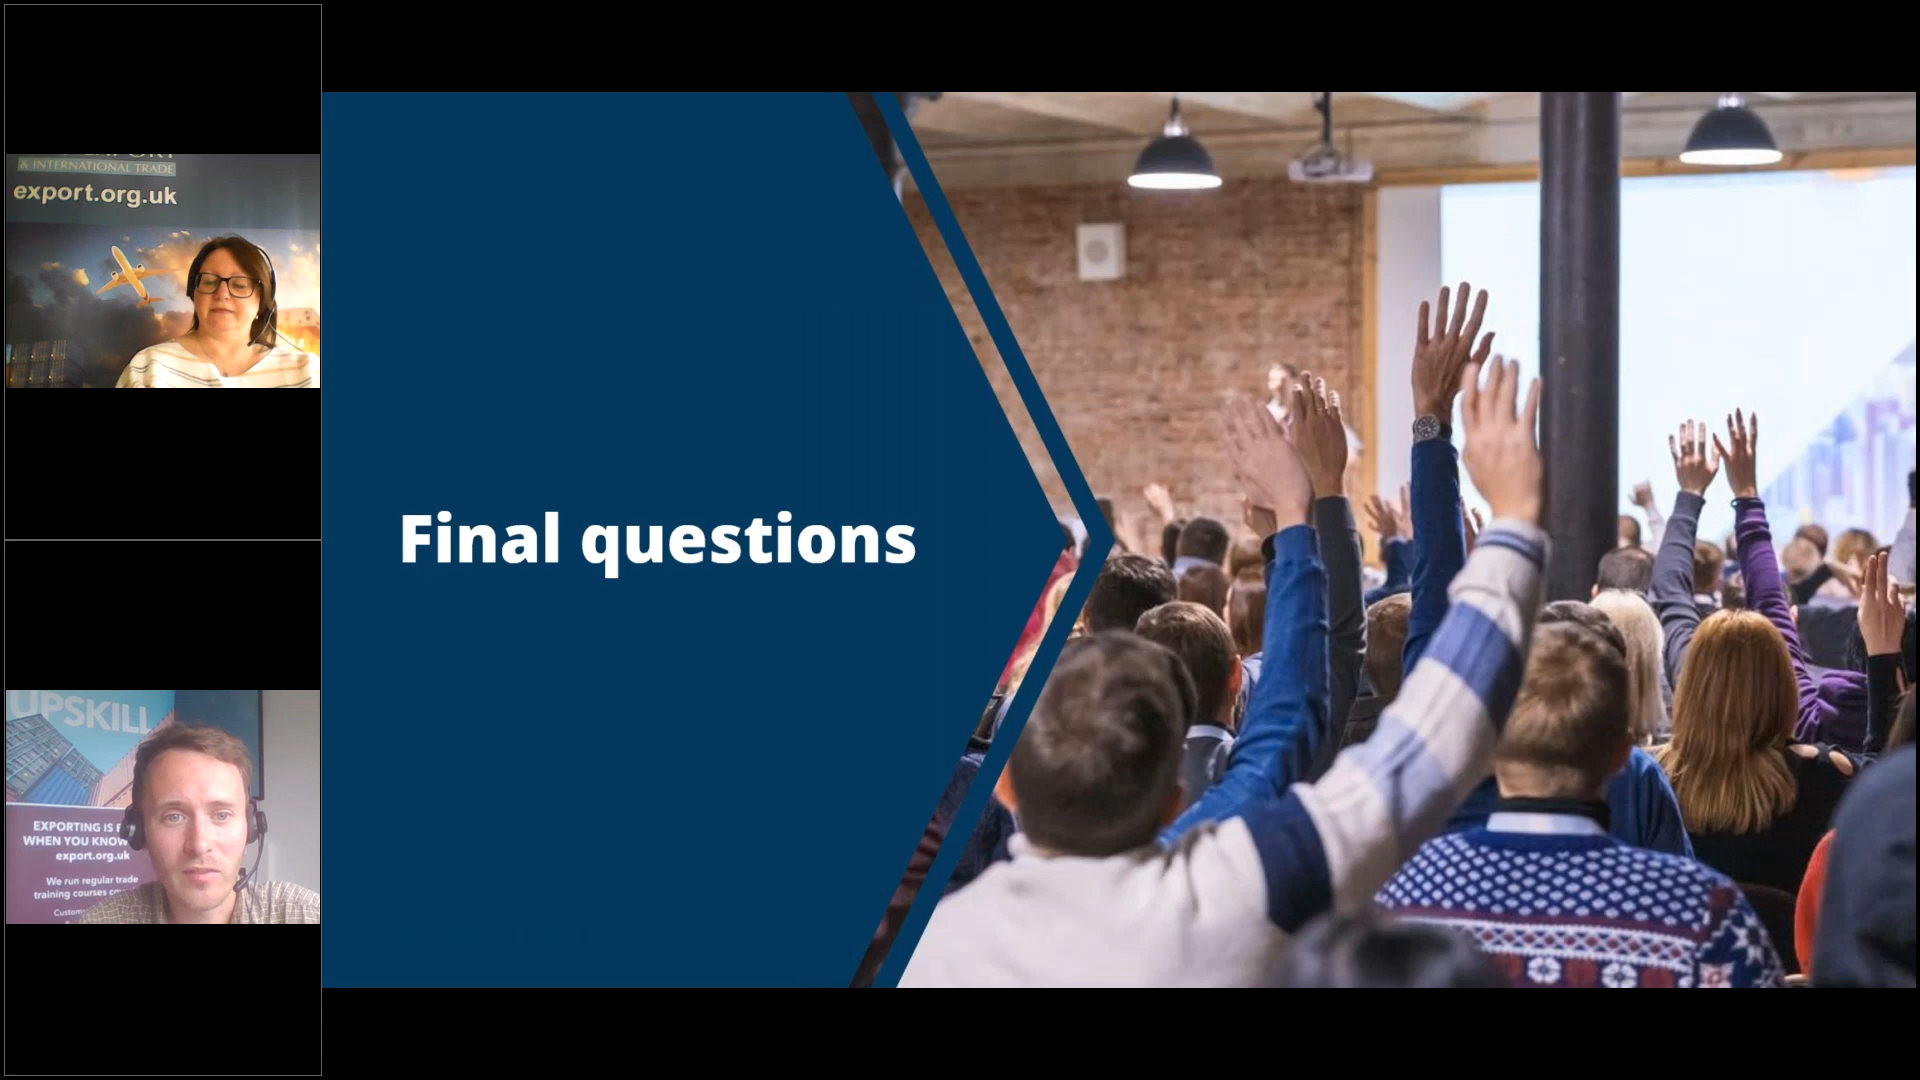 & INTERNATIONAL TRADE
export.org.uk
Final questions
UPSKILL
EXPORTING IS
WHEN YOU KNOW
export.org.uk
We run regular trade
training courses